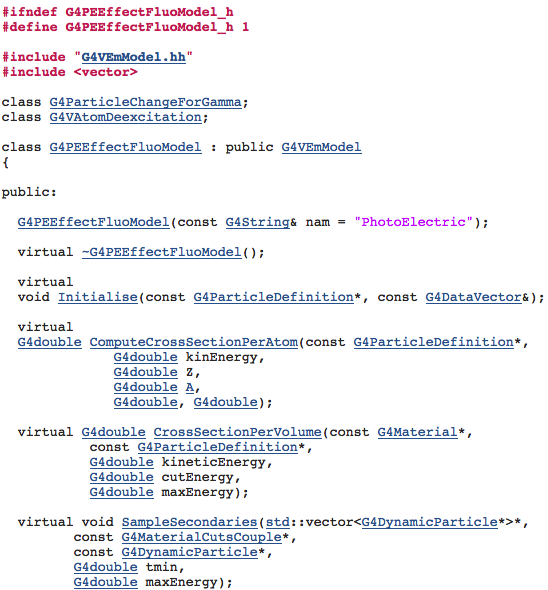 #ifndef G4PEEffectFluoModel_h
#define G4PEEffectFluoModel_h 1
#include "G4VEmModel.hh"
#include <vector>
class G4ParticleChangeForGamma;
class G4VAtomDeexcitation;
class G4PEEffectFluoModel : public G4VEmModel
{
public:
G4PEEffectFluoModel(const G4String& nam = "PhotoElectric");
virtual ~G4PEEffectFluoModel();
virtual
void Initialise(const G4ParticleDefinition*, const G4DataVector&);
virtual
G4double ComputeCrossSectionPerAtom(const G4ParticleDefinition*,
G4double kinEnergy,
G4double Z,
G4double A,
G4double, G4double);
virtual G4double CrossSectionPerVolume(const G4Material*,
const G4ParticleDefinition*,
G4double kineticEnergy,
G4double cutEnergy,
G4double maxEnergy);
virtual void SampleSecondaries(std::vector<G4DynamicParticle*>*,
const G4MaterialCutsCouple*,
const G4DynamicParticle*,
G4double tmin,
G4double maxEnergy);